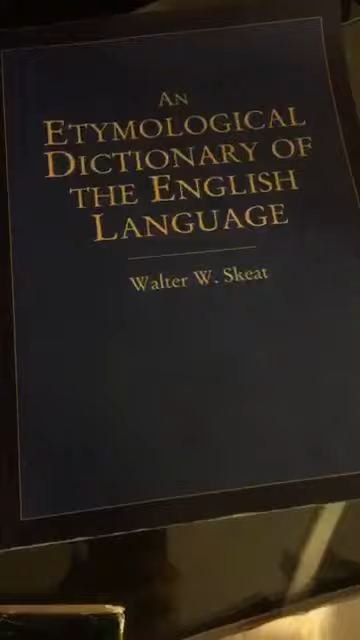 AN
ETYMOLOGICAL
DICTIONARY OF
THE ENGLISH
LANGUAGE
Walter W. Skeat